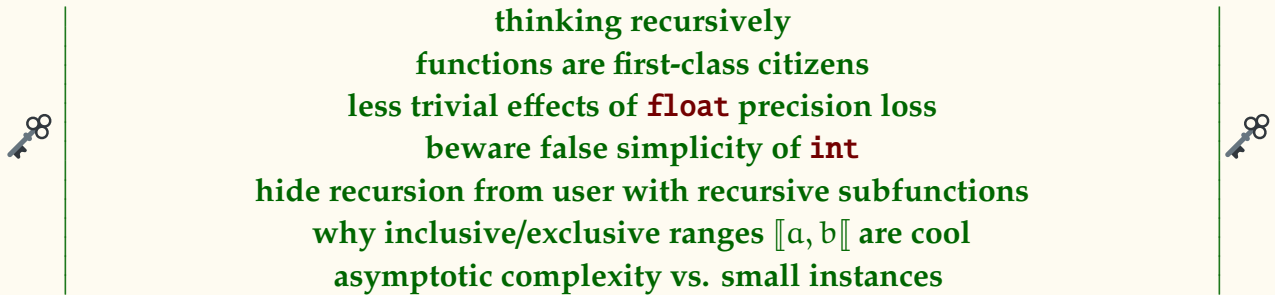 thinking recursively
functions are first-class citizens
less trivial effects of float precision loss
beware false simplicity of int
hide recursion from user with recursive subfunctions
why inclusive/exclusive ranges ⟦a, b⟦ are cool
asymptotic complexity vs. small instances